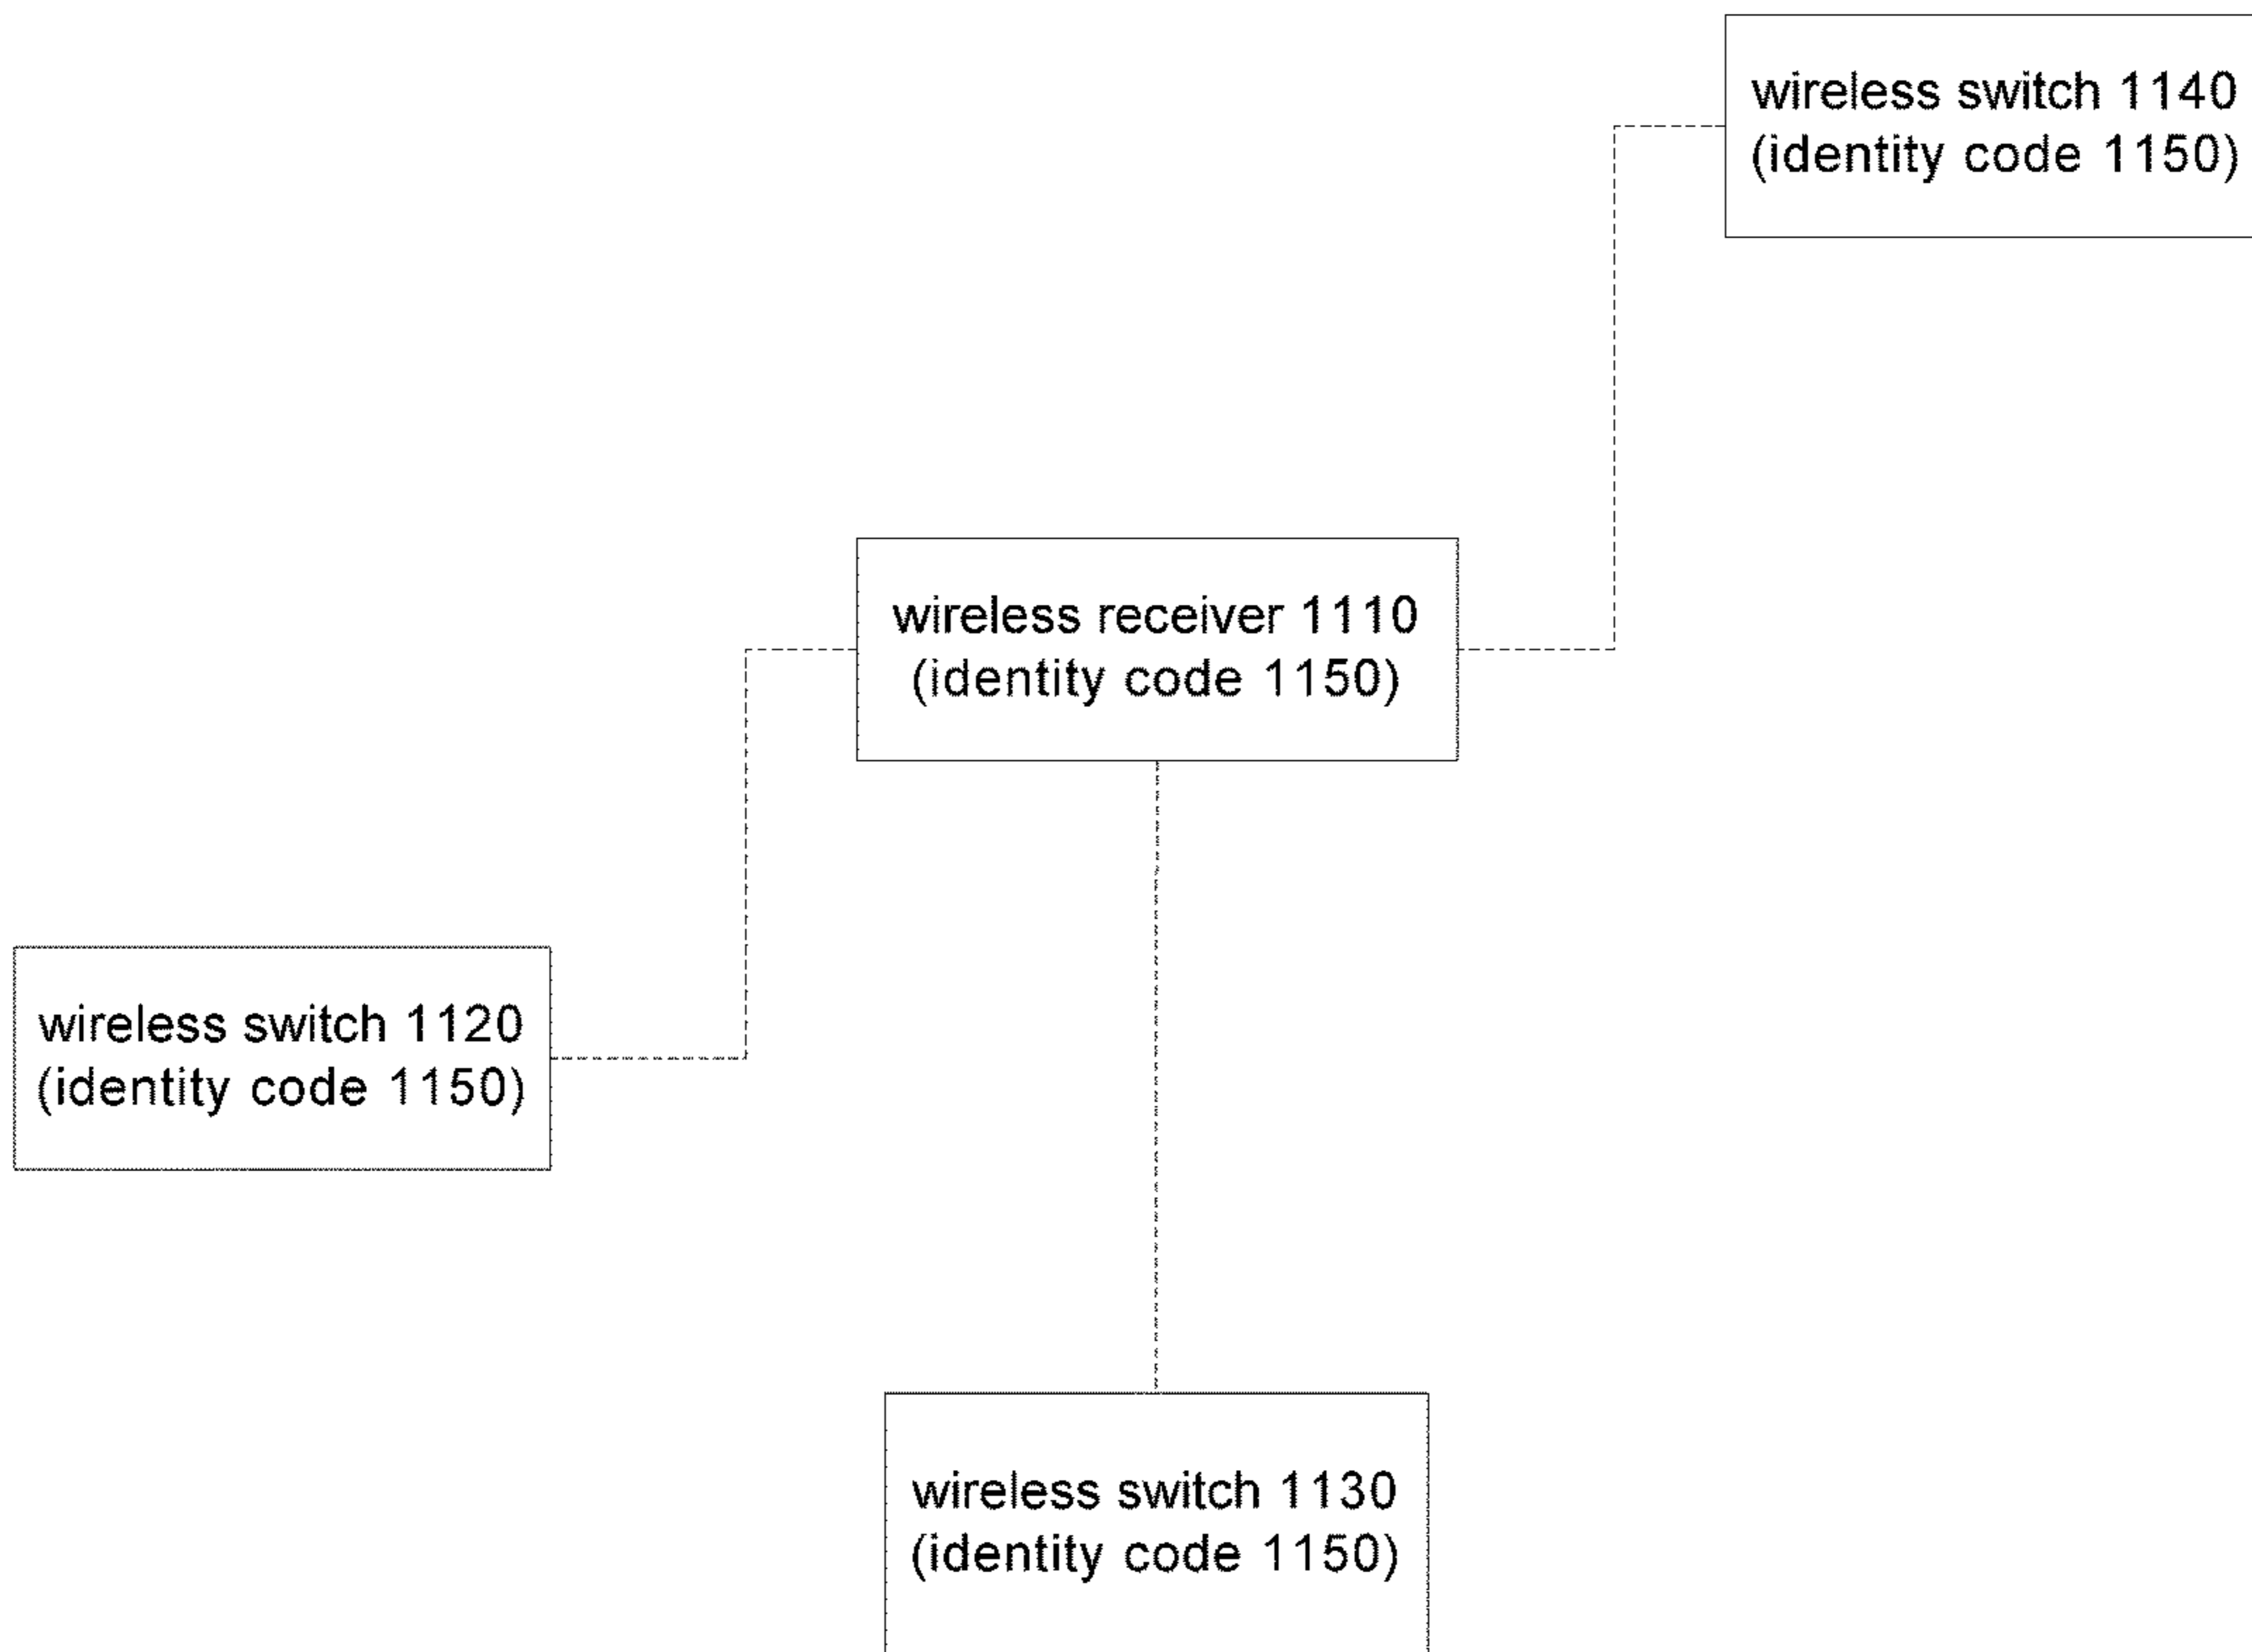 wireless switch 1140
(identity code 1150)
wireless receiver 1110
(identity code 1150)
wireless switch 1120
(identity code 1150)
wireless switch 1130
(identity code 1150)